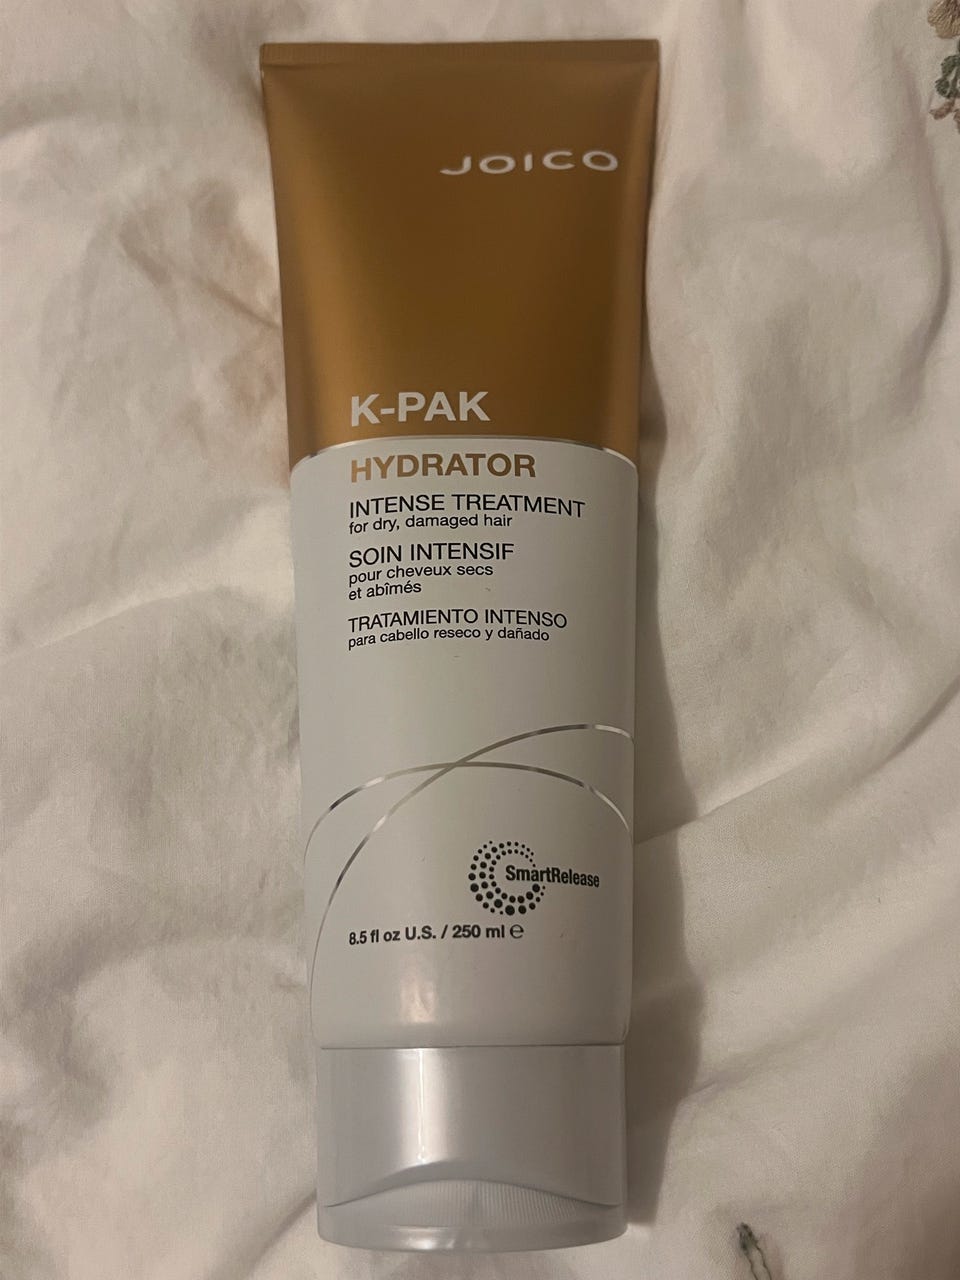 JOICO
K-PAK
HYDRATOR
INTENSE TREATMENT
for dry, damaged hair
SOIN INTENSIF
pour cheveux secs
et abîmés
TRATAMIENTO INTENSO
para cabello reseco y dañado
SmartRelease
8.5 fl oz U.S. / 250 ml ℮